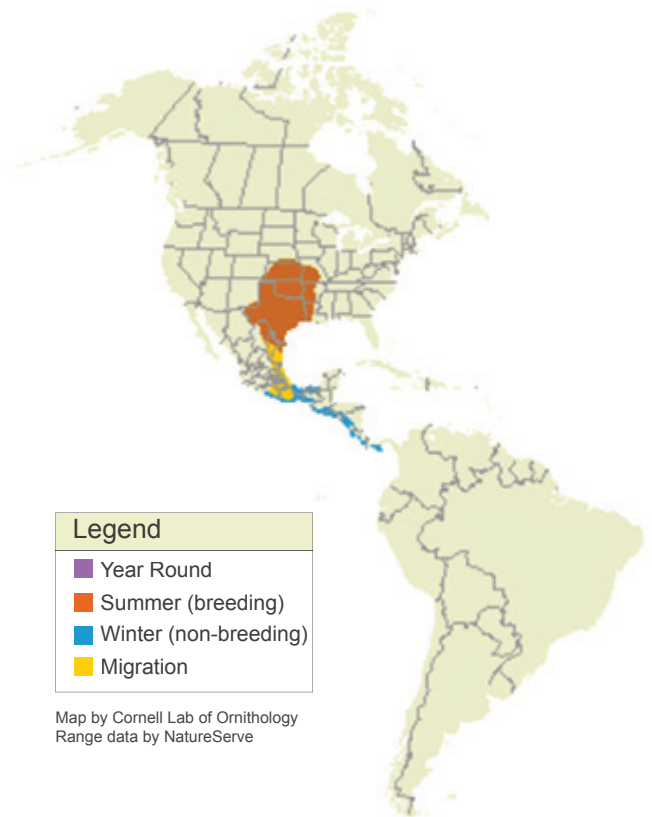 Legend
Year Round
Summer (breeding)
Winter (non-breeding)
Migration
Map by Cornell Lab of Ornithology
Range data by NatureServe